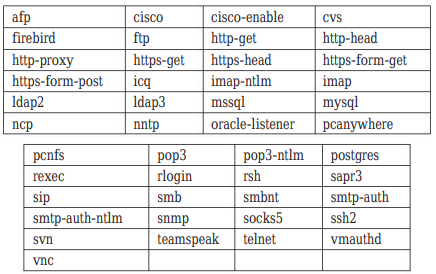 afp cisco cisco-enable cvs
firebird ftp http-get http-head
http-proxy https-get https-head https-form-get
https-form-post icq imap-ntlm imap
ldap2 ldap3 mssql mysql
ncp nntp oracle-listener pcanywhere
pcnfs pop3 pop3-ntlm postgres
rexec rlogin rsh sapr3
sip smb smbnt smtp-auth
smtp-auth-ntlm snmp socks5 ssh2
svn teamspeak telnet vmauthd
vnc